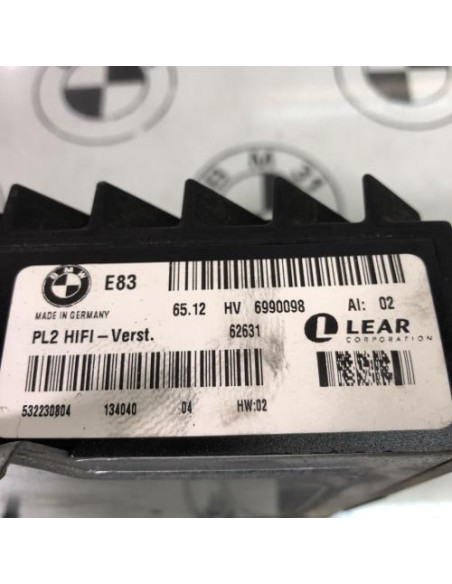 BMW E83
MADE IN GERMANY 65.12 HV 6990098 AI: 02
PL2 HIFI-Verst. 62631 LEAR
CORPORATION
532230804 134040 04 HW:02